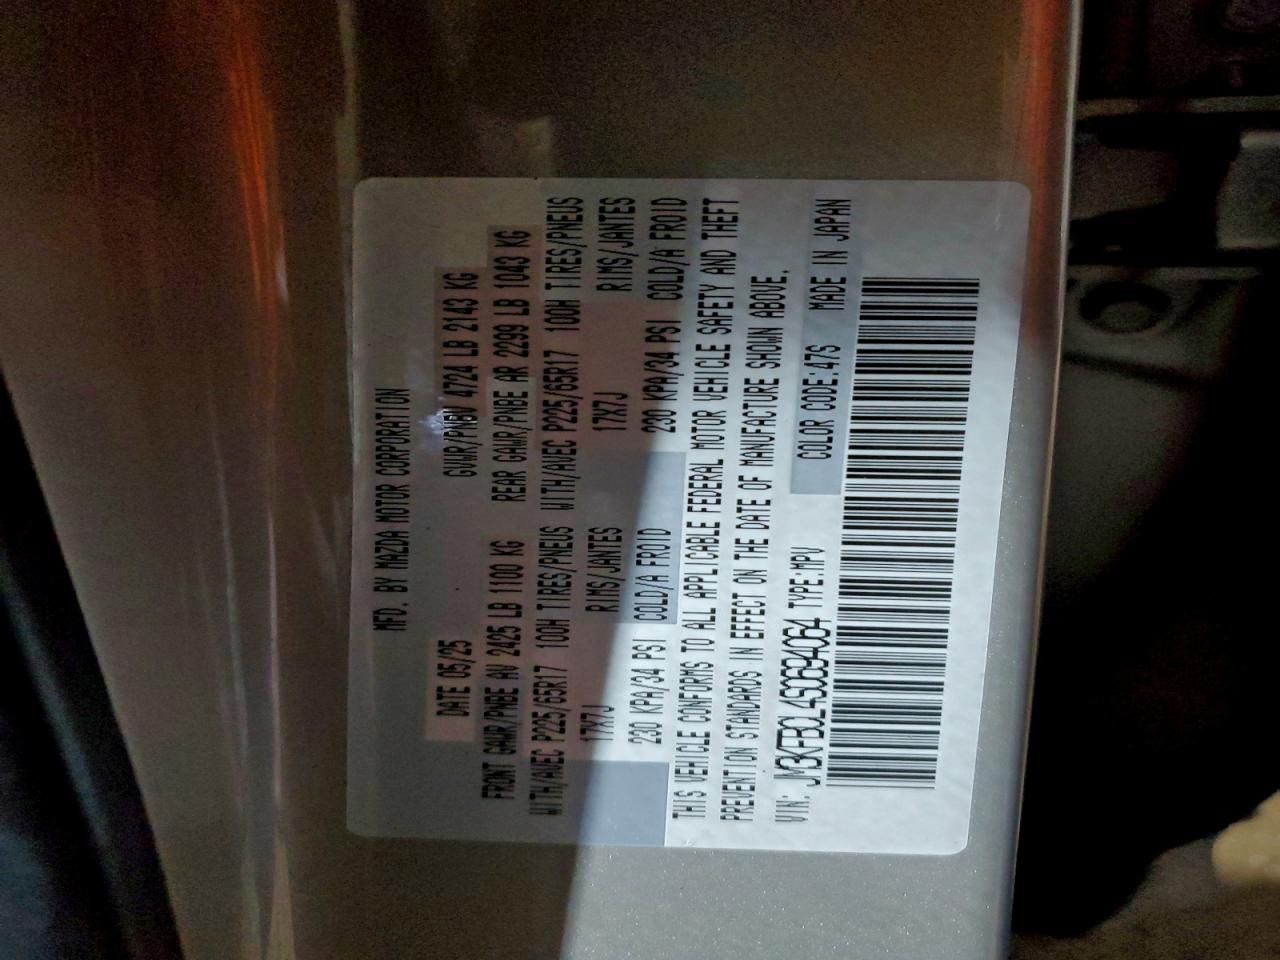 MFD. BY MAZDA MOTOR CORPORATION
DATE 05/25 GVWR/PNBV 4724 LB 2143 KG
FRONT GAWR/PNBE AV 2425 LB 1100 KG REAR GAWR/PNBE AR 2299 LB 1043 KG
WITH/AVEC P225/65R17 100H TIRES/PNEUS WITH/AVEC P225/65R17 100H TIRES/PNEUS
17X7J RIMS/JANTES 17X7J RIMS/JANTES
230 KPA/34 PSI COLD/A FROID 230 KPA/34 PSI COLD/A FROID
THIS VEHICLE CONFORMS TO ALL APPLICABLE FEDERAL MOTOR VEHICLE SAFETY AND THEFT
PREVENTION STANDARDS IN EFFECT ON THE DATE OF MANUFACTURE SHOWN ABOVE.
COLOR CODE:47S MADE IN JAPAN
VIN: TYPE:MPV